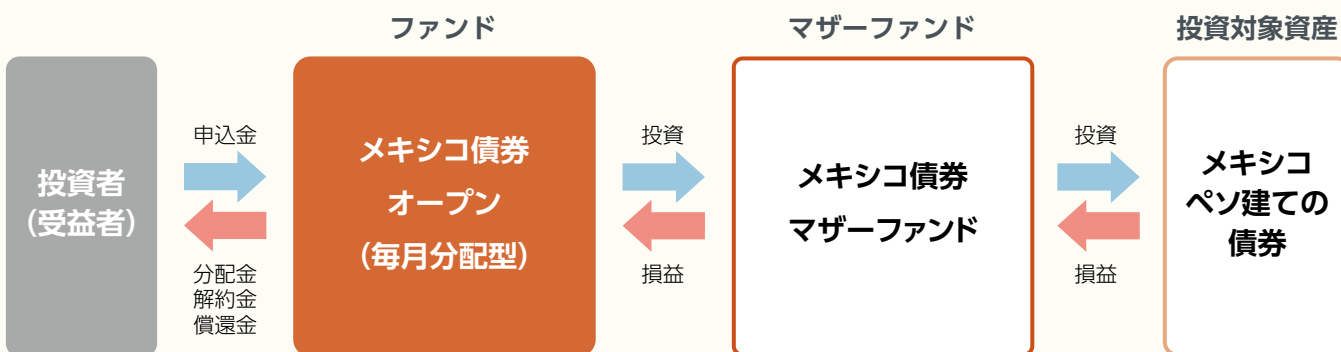 ファンド
マザーファンド
投資対象資産
投資者
(受益者)
申込金
分配金
解約金
償還金
メキシコ債券
オープン
(毎月分配型)
投資
損益
メキシコ債券
マザーファンド
投資
損益
メキシコ
ペソ建ての
債券